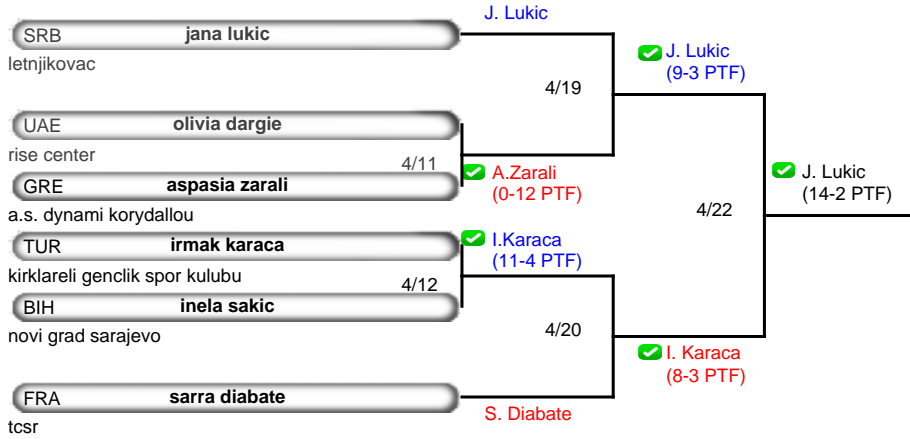 J. Lukic
SRB jana lukic
letnjikovac
J. Lukic
(9-3 PTF)
4/19
UAE olivia dargie
rise center
4/11
A.Zarali
(0-12 PTF)
GRE aspasia zarali
a.s. dynami korydallou
J. Lukic
(14-2 PTF)
4/22
TUR irmak karaca
I.Karaca
(11-4 PTF)
kirklareli genclik spor kulubu
4/12
BIH inela sakic
novi grad sarajevo
4/20
I. Karaca
(8-3 PTF)
FRA sarra diabate
S. Diabate
tcsr